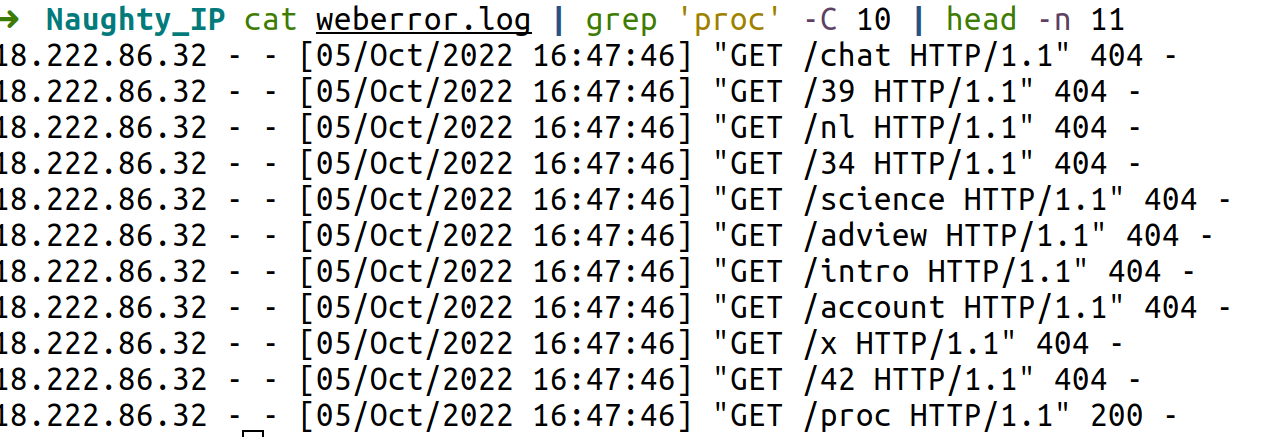 ➜ Naughty_IP cat weberror.log | grep 'proc' -C 10 | head -n 11
18.222.86.32 - - [05/Oct/2022 16:47:46] "GET /chat HTTP/1.1" 404 -
18.222.86.32 - - [05/Oct/2022 16:47:46] "GET /39 HTTP/1.1" 404 -
18.222.86.32 - - [05/Oct/2022 16:47:46] "GET /nl HTTP/1.1" 404 -
18.222.86.32 - - [05/Oct/2022 16:47:46] "GET /34 HTTP/1.1" 404 -
18.222.86.32 - - [05/Oct/2022 16:47:46] "GET /science HTTP/1.1" 404 -
18.222.86.32 - - [05/Oct/2022 16:47:46] "GET /adview HTTP/1.1" 404 -
18.222.86.32 - - [05/Oct/2022 16:47:46] "GET /intro HTTP/1.1" 404 -
18.222.86.32 - - [05/Oct/2022 16:47:46] "GET /account HTTP/1.1" 404 -
18.222.86.32 - - [05/Oct/2022 16:47:46] "GET /x HTTP/1.1" 404 -
18.222.86.32 - - [05/Oct/2022 16:47:46] "GET /42 HTTP/1.1" 404 -
18.222.86.32 - - [05/Oct/2022 16:47:46] "GET /proc HTTP/1.1" 200 -